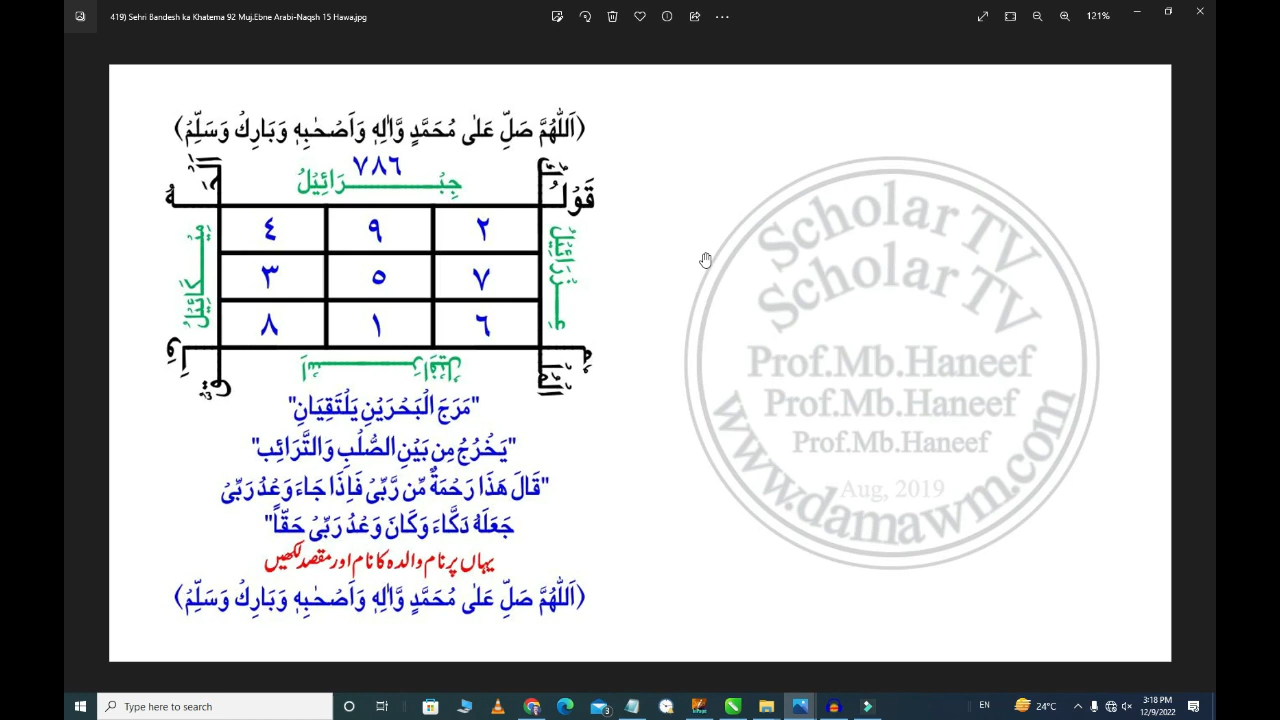 419) Sehri Bandesh ka Khatema 92 Muj.Ebne Arabi-Naqsh 15 Hawa.jpg
121%
(اَللّٰهُمَّ صَلِّ عَلٰی مُحَمَّدٍ وَّاٰلِهٖ وَاَصْحٰبِهٖ وَبَارِكْ وَسَلِّمْ)
٧٨٦
جِبْرَائِیْلُ
قَوْلُهُ
الْحَقُّ
وَلَهُ
الْمُلْكُ
عِزْرَائِیْلُ
مِیْکَائِیْلُ
٢ ٩ ٤
٧ ٥ ٣
٦ ١ ٨
اِسْرَافِیْلُ
"مَرَجَ الْبَحْرَیْنِ یَلْتَقِیَانِ"
"یَخْرُجُ مِن بَیْنِ الصُّلْبِ وَالتَّرَائِبِ"
"قَالَ هَذَا رَحْمَةٌ مِّن رَّبِّیْ فَاِذَا جَاءَ وَعْدُ رَبِّیْ
جَعَلَهٗ دَکَّاءَ وَکَانَ وَعْدُ رَبِّیْ حَقّاً"
یہاں پر نام والدہ کا نام اور مقصد لکھیں
(اَللّٰهُمَّ صَلِّ عَلٰی مُحَمَّدٍ وَّاٰلِهٖ وَاَصْحٰبِهٖ وَبَارِكْ وَسَلِّمْ)
Scholar TV
Scholar TV
Prof.Mb.Haneef
Prof.Mb.Haneef
Prof.Mb.Haneef
Aug, 2019
www.damawm.com
Type here to search
24°C
EN
3:18 PM
12/9/2022